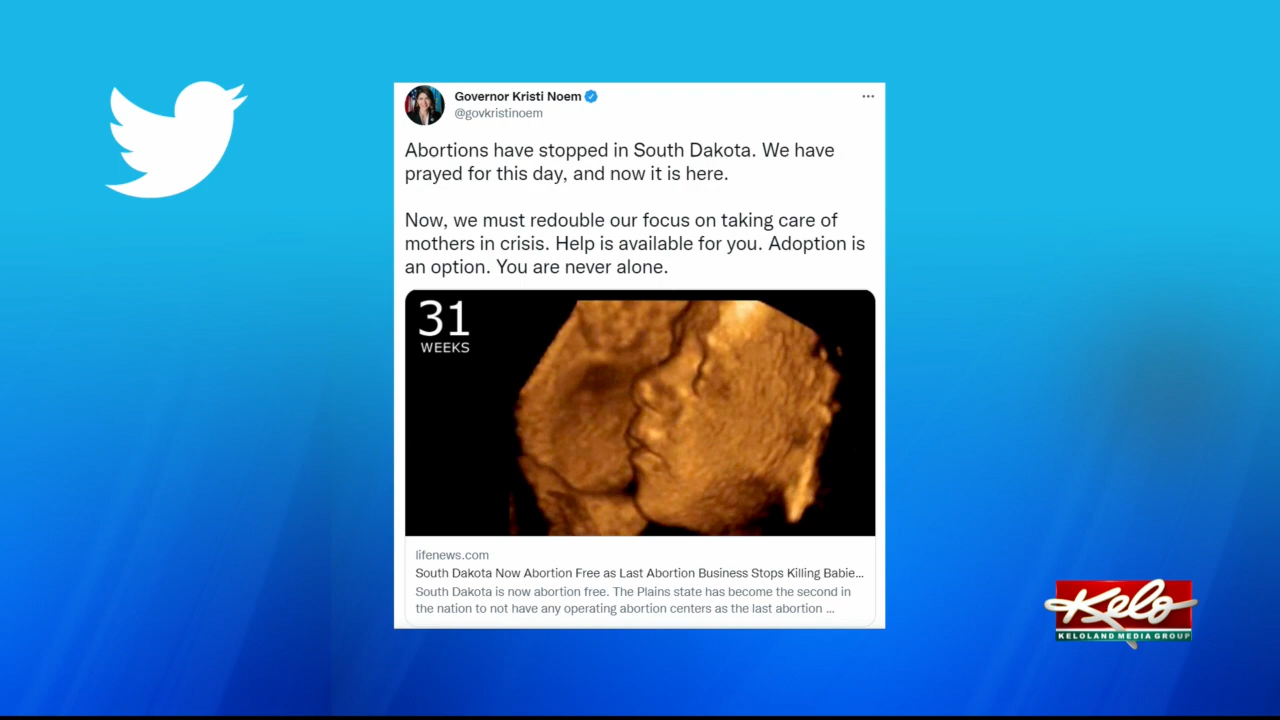 Governor Kristi Noem
@govkristinoem
Abortions have stopped in South Dakota. We have
prayed for this day, and now it is here.
Now, we must redouble our focus on taking care of
mothers in crisis. Help is available for you. Adoption is
an option. You are never alone.
31
WEEKS
lifenews.com
South Dakota Now Abortion Free as Last Abortion Business Stops Killing Babie...
South Dakota is now abortion free. The Plains state has become the second in
the nation to not have any operating abortion centers as the last abortion ...
Kelo
KELOLAND MEDIA GROUP